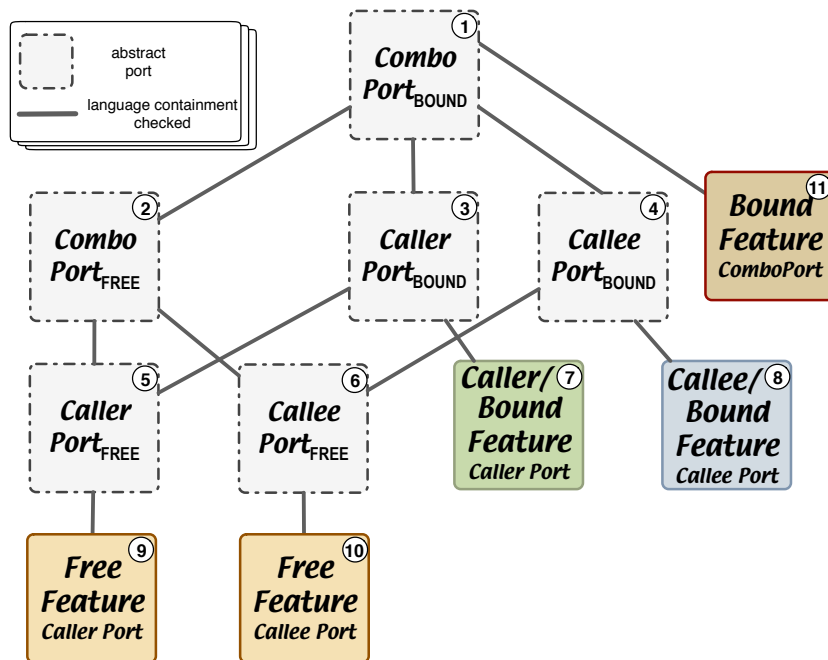 abstract
port
language containment
checked
1
Combo
PortBOUND
2
Combo
PortFREE
3
Caller
PortBOUND
4
Callee
PortBOUND
11
Bound
Feature
ComboPort
5
Caller
PortFREE
6
Callee
PortFREE
7
Caller/
Bound
Feature
Caller Port
8
Callee/
Bound
Feature
Callee Port
9
Free
Feature
Caller Port
10
Free
Feature
Callee Port